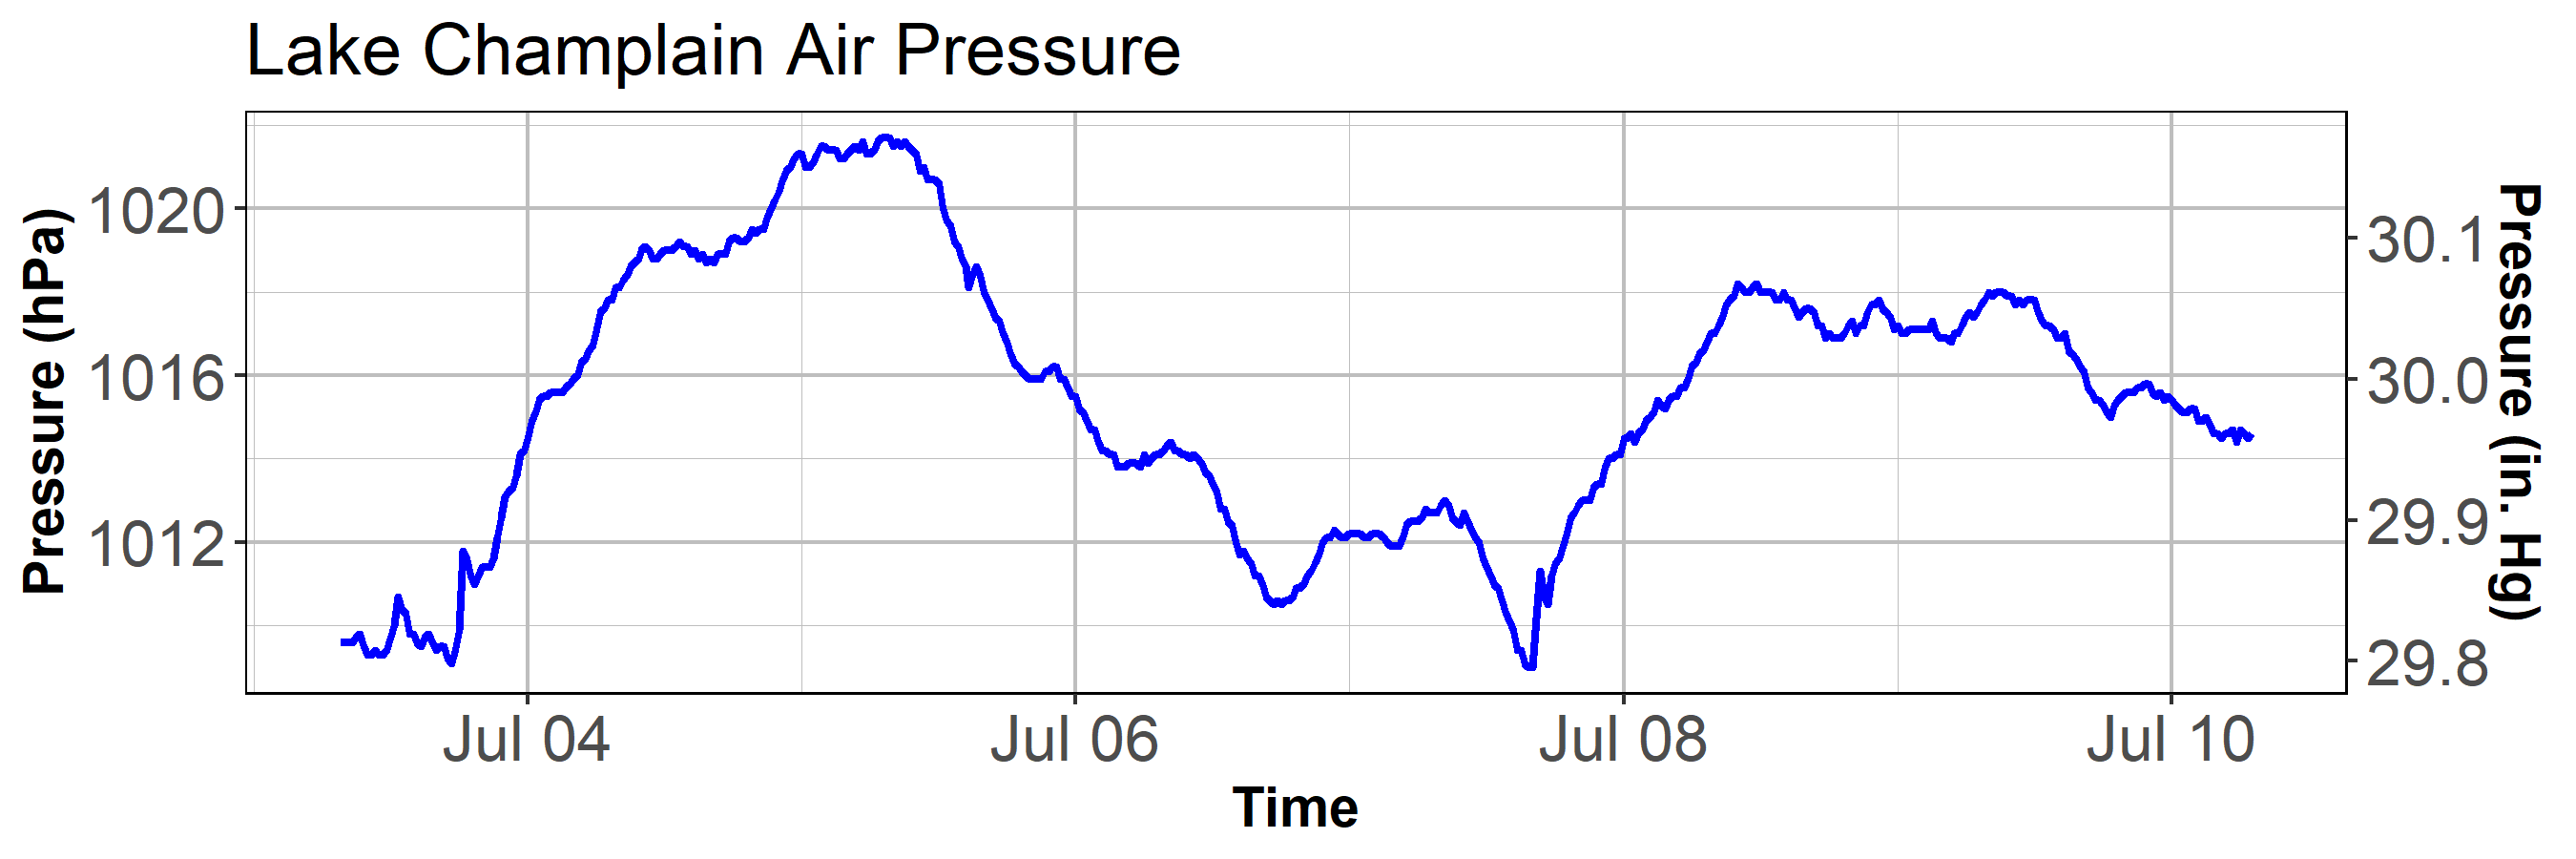 Lake Champlain Air Pressure
Pressure (hPa)
1020
1016
1012
30.1
30.0
29.9
29.8
Pressure (in. Hg)
Jul 04
Jul 06
Jul 08
Jul 10
Time